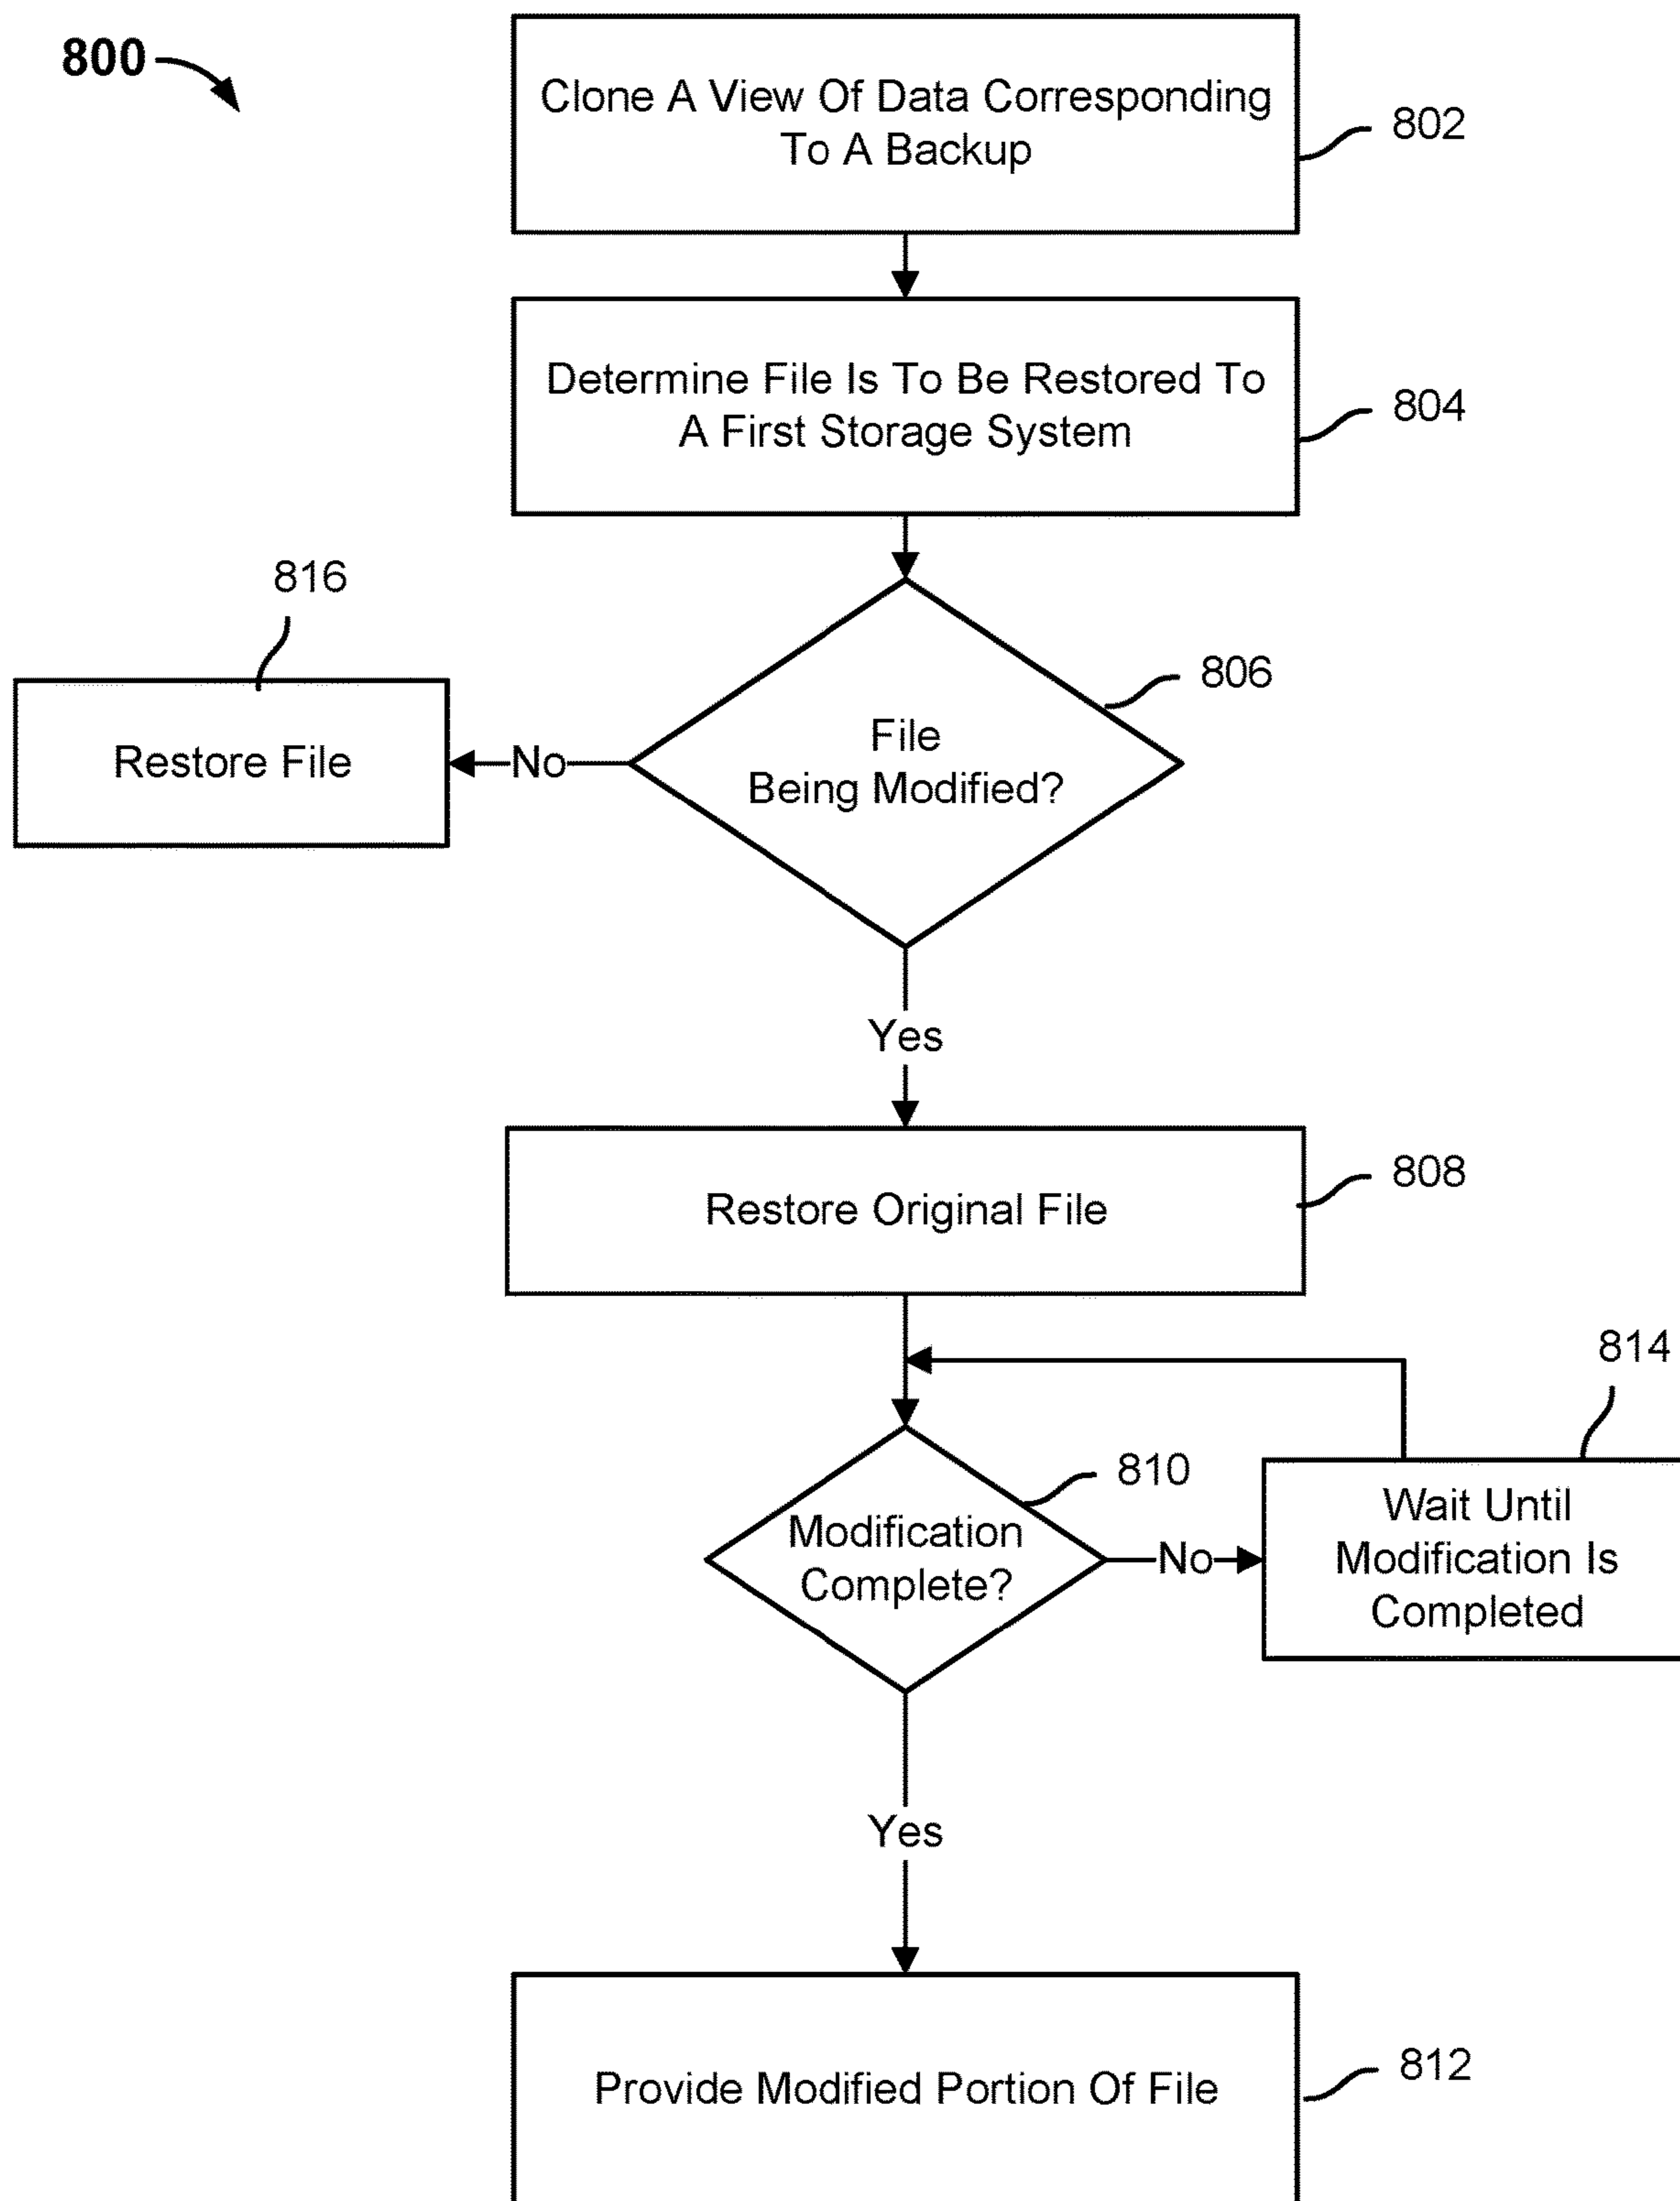 800
Clone A View Of Data Corresponding
To A Backup
802
Determine File Is To Be Restored To
A First Storage System
804
816
806
File
Being Modified?
No
Restore File
Yes
Restore Original File
808
814
810
Modification
Complete?
No
Wait Until
Modification Is
Completed
Yes
Provide Modified Portion Of File
812